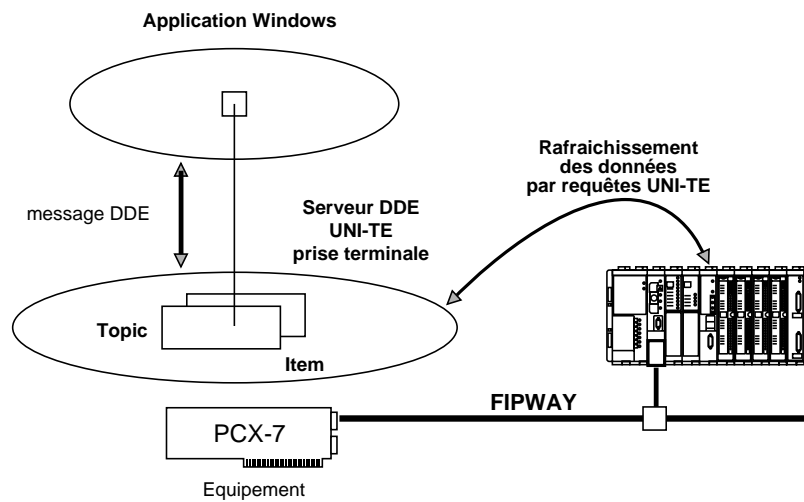 Application Windows
Rafraichissement
des données
par requêtes UNI-TE
message DDE
Serveur DDE
UNI-TE
prise terminale
Topic
Item
FIPWAY
PCX-7
Equipement